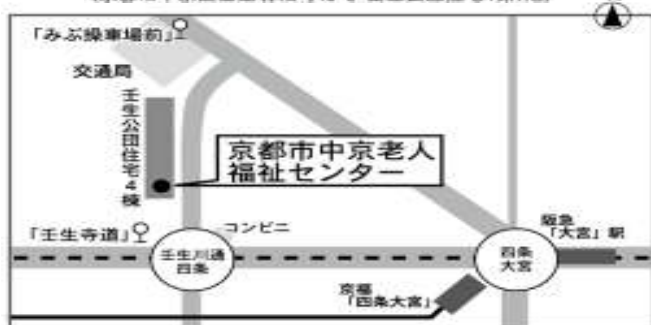 「みぶ操車場前」
交通局
壬生公団住宅4棟
京都市中京老人
福祉センター
「壬生寺道」
コンビニ
壬生川通
四条
四条
大宮
阪急
「大宮」駅
京福
「四条大宮」